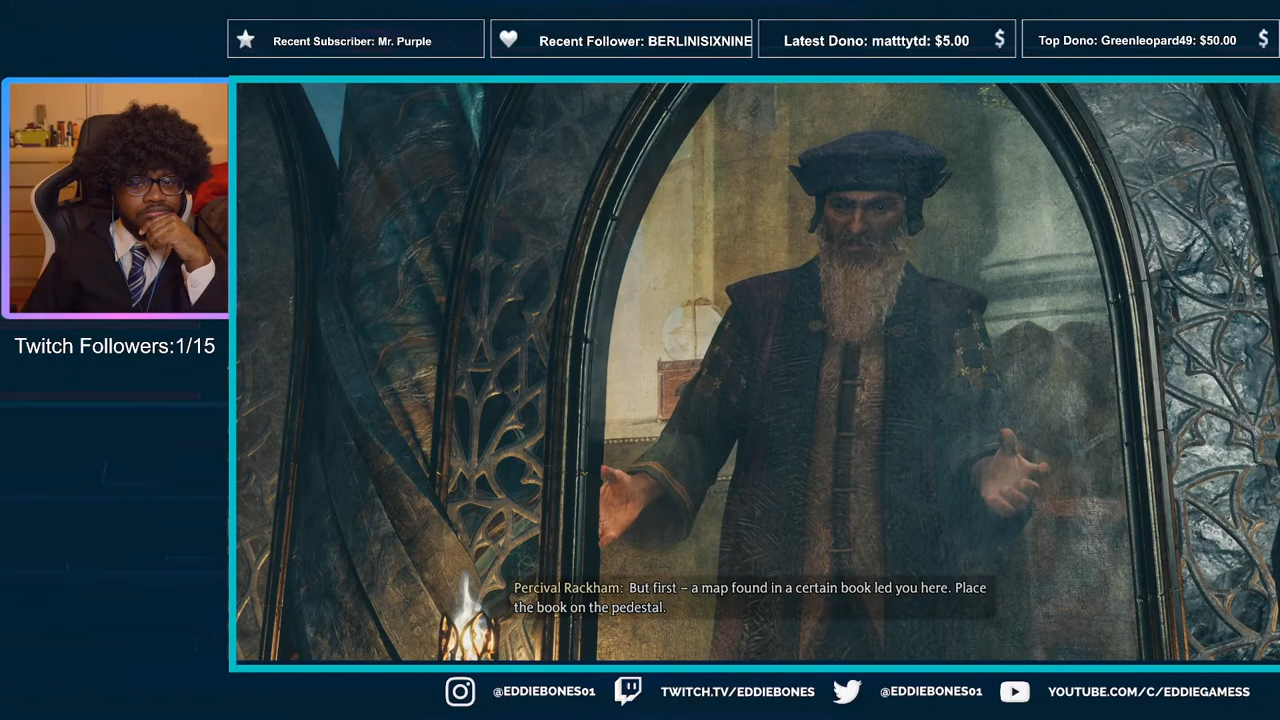 Recent Subscriber: Mr. Purple
Recent Follower: BERLINISIXNINE
Latest Dono: matttytd: $5.00
Top Dono: Greenleopard49: $50.00
Twitch Followers:1/15
Percival Rackham: But first – a map found in a certain book led you here. Place
the book on the pedestal.
@EDDIEBONES01
TWITCH.TV/EDDIEBONES
@EDDIEBONES01
YOUTUBE.COM/C/EDDIEGAMESS